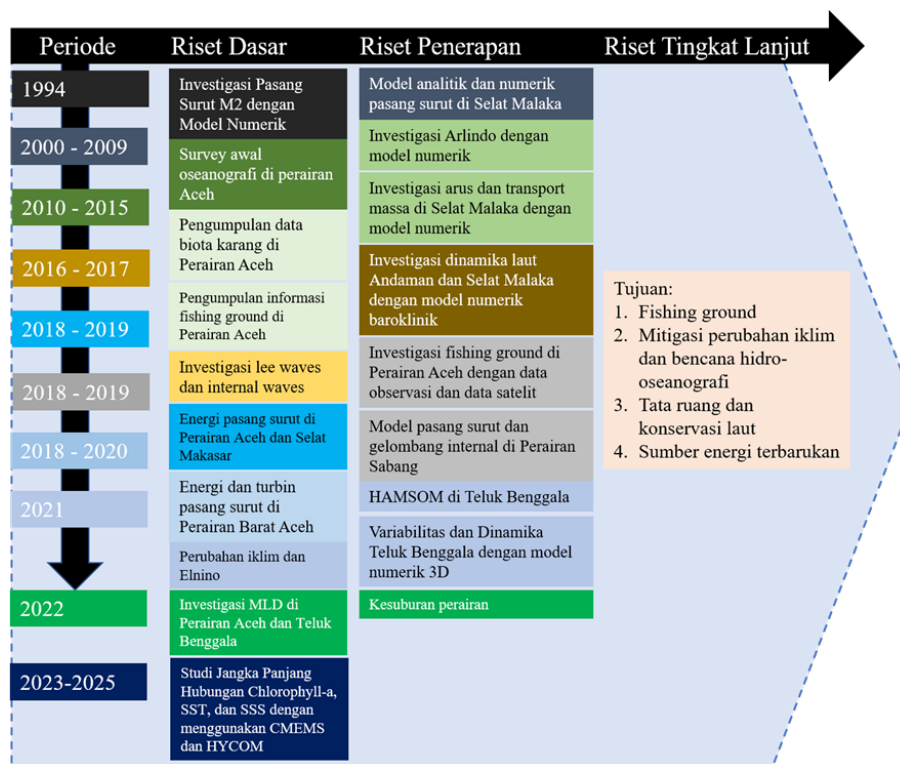 Periode
Riset Dasar
Riset Penerapan
Riset Tingkat Lanjut
1994
2000 - 2009
2010 - 2015
2016 - 2017
2018 - 2019
2018 - 2019
2018 - 2020
2021
2022
2023-2025
Investigasi Pasang
Surut M2 dengan
Model Numerik
Survey awal
oseanografi di perairan
Aceh
Pengumpulan data
biota karang di
Perairan Aceh
Pengumpulan informasi
fishing ground di
Perairan Aceh
Investigasi lee waves
dan internal waves
Energi pasang surut di
Perairan Aceh dan Selat
Makasar
Energi dan turbin
pasang surut di
Perairan Barat Aceh
Perubahan iklim dan
Elnino
Investigasi MLD di
Perairan Aceh dan Teluk
Benggala
Studi Jangka Panjang
Hubungan Chlorophyll-a,
SST, dan SSS dengan
menggunakan CMEMS
dan HYCOM
Model analitik dan numerik
pasang surut di Selat Malaka
Investigasi Arlindo dengan
model numerik
Investigasi arus dan transport
massa di Selat Malaka dengan
model numerik
Investigasi dinamika laut
Andaman dan Selat Malaka
dengan model numerik
baroklinik
Investigasi fishing ground di
Perairan Aceh dengan data
observasi dan data satelit
Model pasang surut dan
gelombang internal di Perairan
Sabang
HAMSOM di Teluk Benggala
Variabilitas dan Dinamika
Teluk Benggala dengan model
numerik 3D
Kesuburan perairan
Tujuan:
1. Fishing ground
2. Mitigasi perubahan iklim
dan bencana hidro-
oseanografi
3. Tata ruang dan
konservasi laut
4. Sumber energi terbarukan